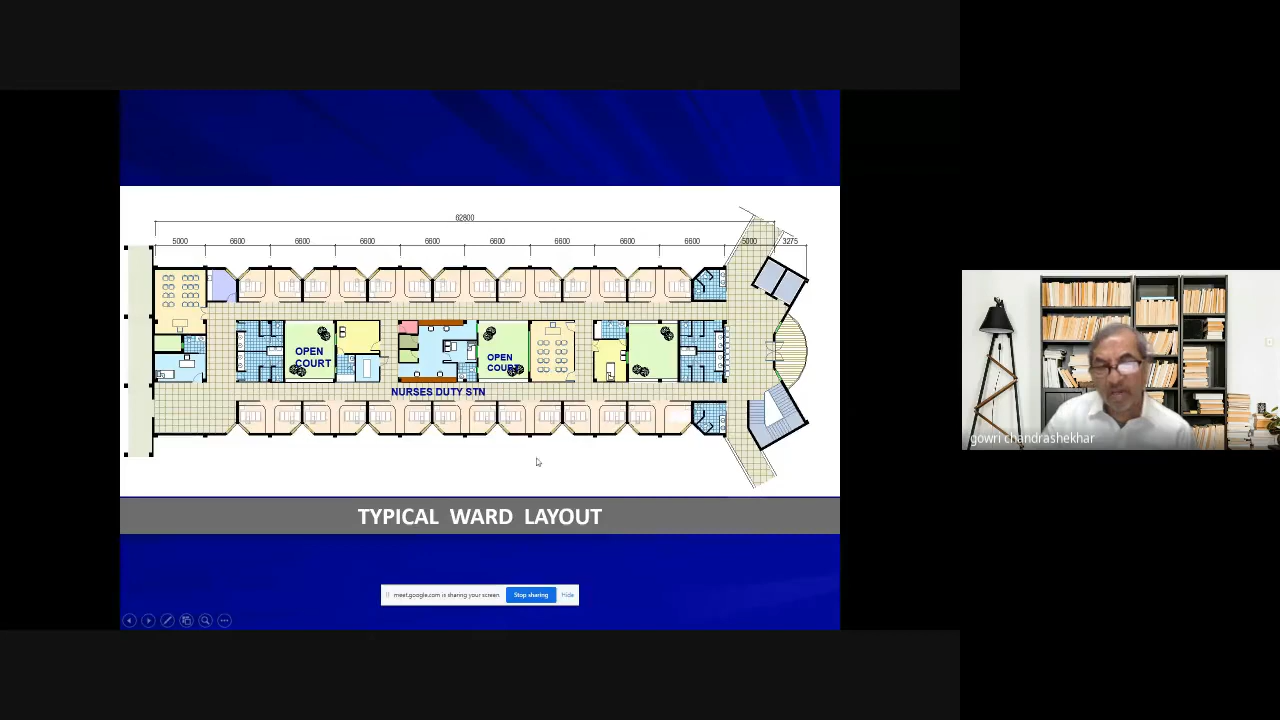 62800
5000 6600 6600 6600 6600 6600 6600 6600 6600 5000 3275
OPEN
COURT
OPEN
COURT
NURSES DUTY STN
TYPICAL WARD LAYOUT
meet.google.com is sharing your screen
Stop sharing
Hide
gowri chandrashekhar